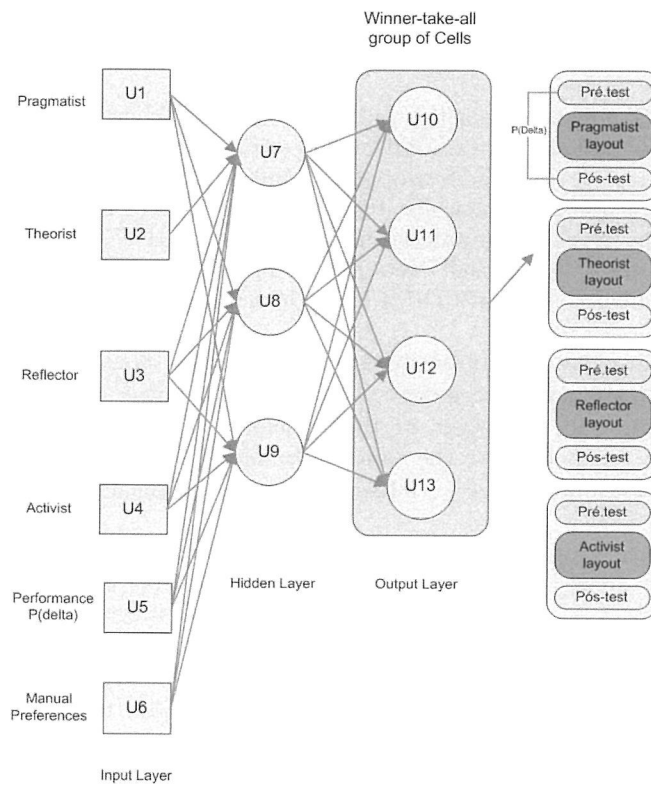 Winner-take-all
group of Cells
Pragmatist
U1
Theorist
U2
Reflector
U3
Activist
U4
Performance
P(delta)
U5
Manual
Preferences
U6
Input Layer
U7
U8
U9
Hidden Layer
U10
U11
U12
U13
Output Layer
P(Delta)
Pré.test
Pragmatist
layout
Pós-test
Pré.test
Theorist
layout
Pós-test
Pré.test
Reflector
layout
Pós-test
Pré.test
Activist
layout
Pós-test